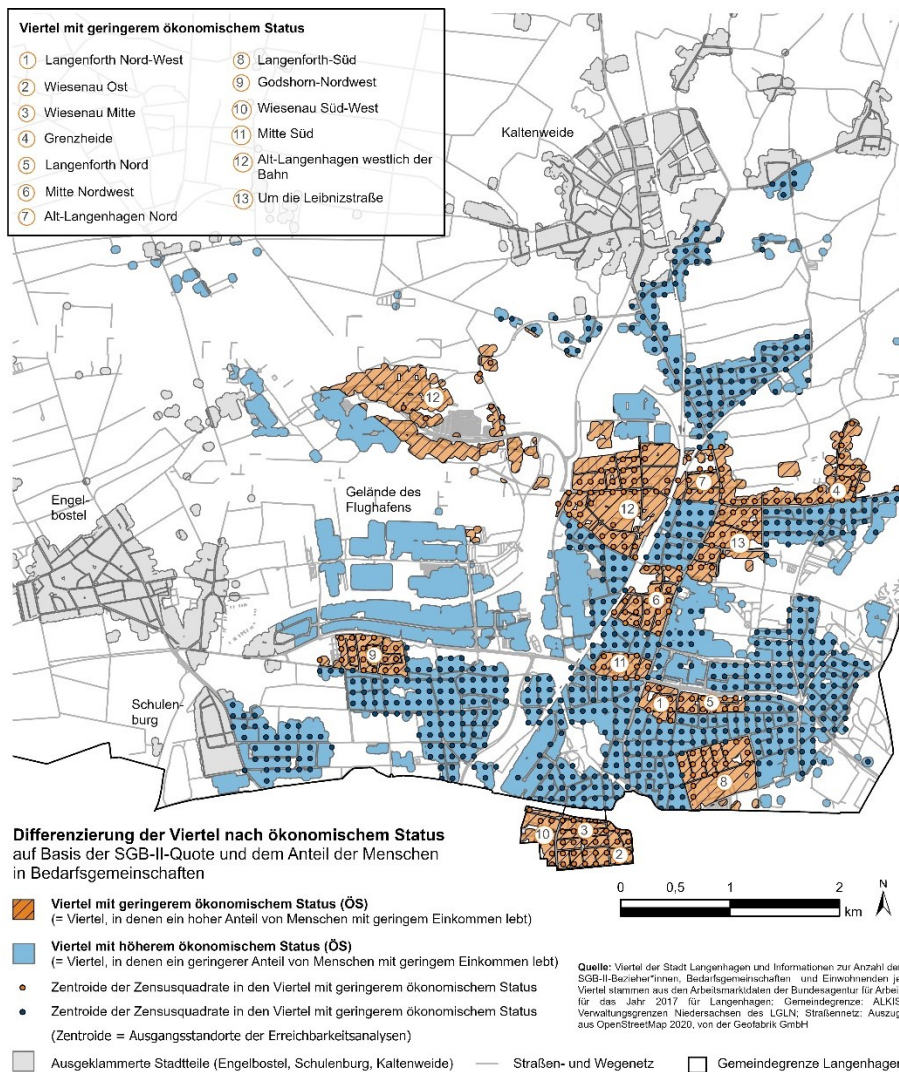 Viertel mit geringerem ökonomischem Status
1 Langenforth Nord-West
2 Wiesenau Ost
3 Wiesenau Mitte
4 Grenzheide
5 Langenforth Nord
6 Mitte Nordwest
7 Alt-Langenhagen Nord
8 Langenforth-Süd
9 Godshorn-Nordwest
10 Wiesenau Süd-West
11 Mitte Süd
12 Alt-Langenhagen westlich der
Bahn
13 Um die Leibnizstraße
Kaltenweide
12
Engel-
bostel
Gelände des
Flughafens
7
4
12
13
6
9
11
Schulen-
burg
1
5
8
10
3
2
Differenzierung der Viertel nach ökonomischem Status
auf Basis der SGB-II-Quote und dem Anteil der Menschen
in Bedarfsgemeinschaften
0 0,5 1 2
km
N
Viertel mit geringerem ökonomischem Status (ÖS)
(= Viertel, in denen ein hoher Anteil von Menschen mit geringem Einkommen lebt)
Viertel mit höherem ökonomischem Status (ÖS)
(= Viertel, in denen ein geringerer Anteil von Menschen mit geringem Einkommen lebt)
Zentroide der Zensusquadrate in den Viertel mit geringerem ökonomischem Status
Zentroide der Zensusquadrate in den Viertel mit geringerem ökonomischem Status
(Zentroide = Ausgangsstandorte der Erreichbarkeitsanalysen)
Quelle: Viertel der Stadt Langenhagen und Informationen zur Anzahl der
SGB-II-Bezieher*innen, Bedarfsgemeinschaften und Einwohnenden je
Viertel stammen aus den Arbeitsmarktdaten der Bundesagentur für Arbei
für das Jahr 2017 für Langenhagen; Gemeindegrenze: ALKIS
Verwaltungsgrenzen Niedersachsen des LGLN; Straßennetz: Auszug
aus OpenStreetMap 2020, von der Geofabrik GmbH
Ausgeklammerte Stadtteile (Engelbostel, Schulenburg, Kaltenweide)
Straßen- und Wegenetz
Gemeindegrenze Langenhagen